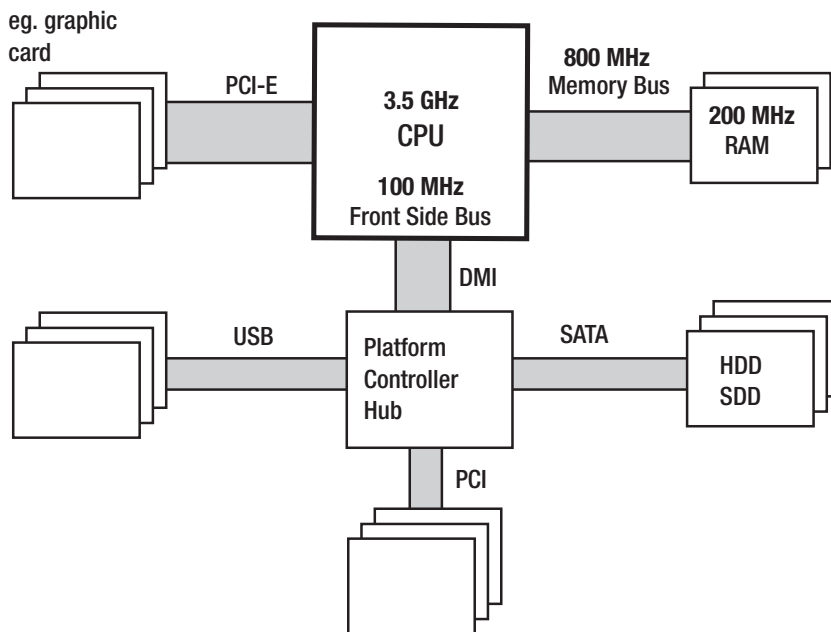 eg. graphic
card
PCI-E
3.5 GHz
CPU
100 MHz
Front Side Bus
800 MHz
Memory Bus
200 MHz
RAM
DMI
USB
Platform
Controller
Hub
SATA
HDD
SDD
PCI